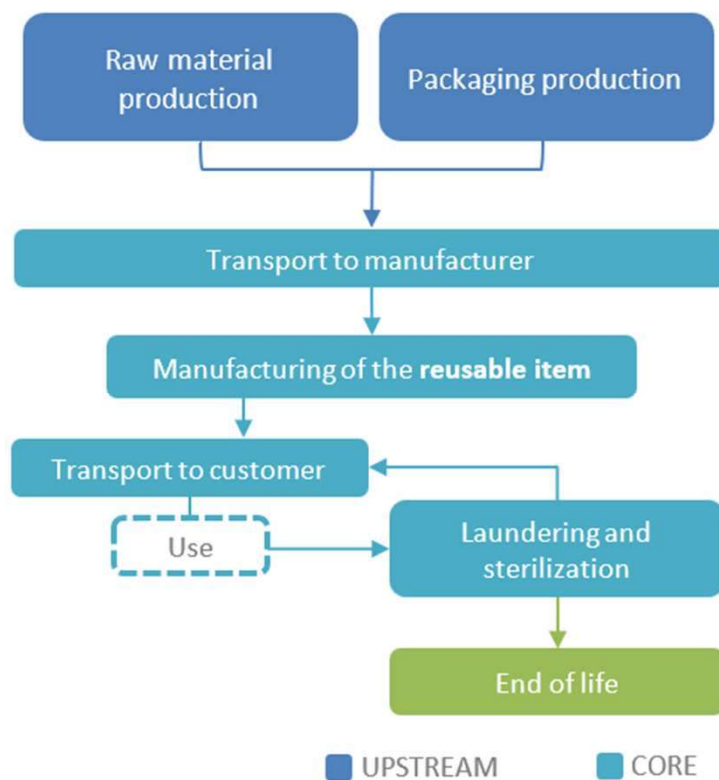 Raw material
production
Packaging production
Transport to manufacturer
Manufacturing of the reusable item
Transport to customer
Use
Laundering and
sterilization
End of life
UPSTREAM
CORE